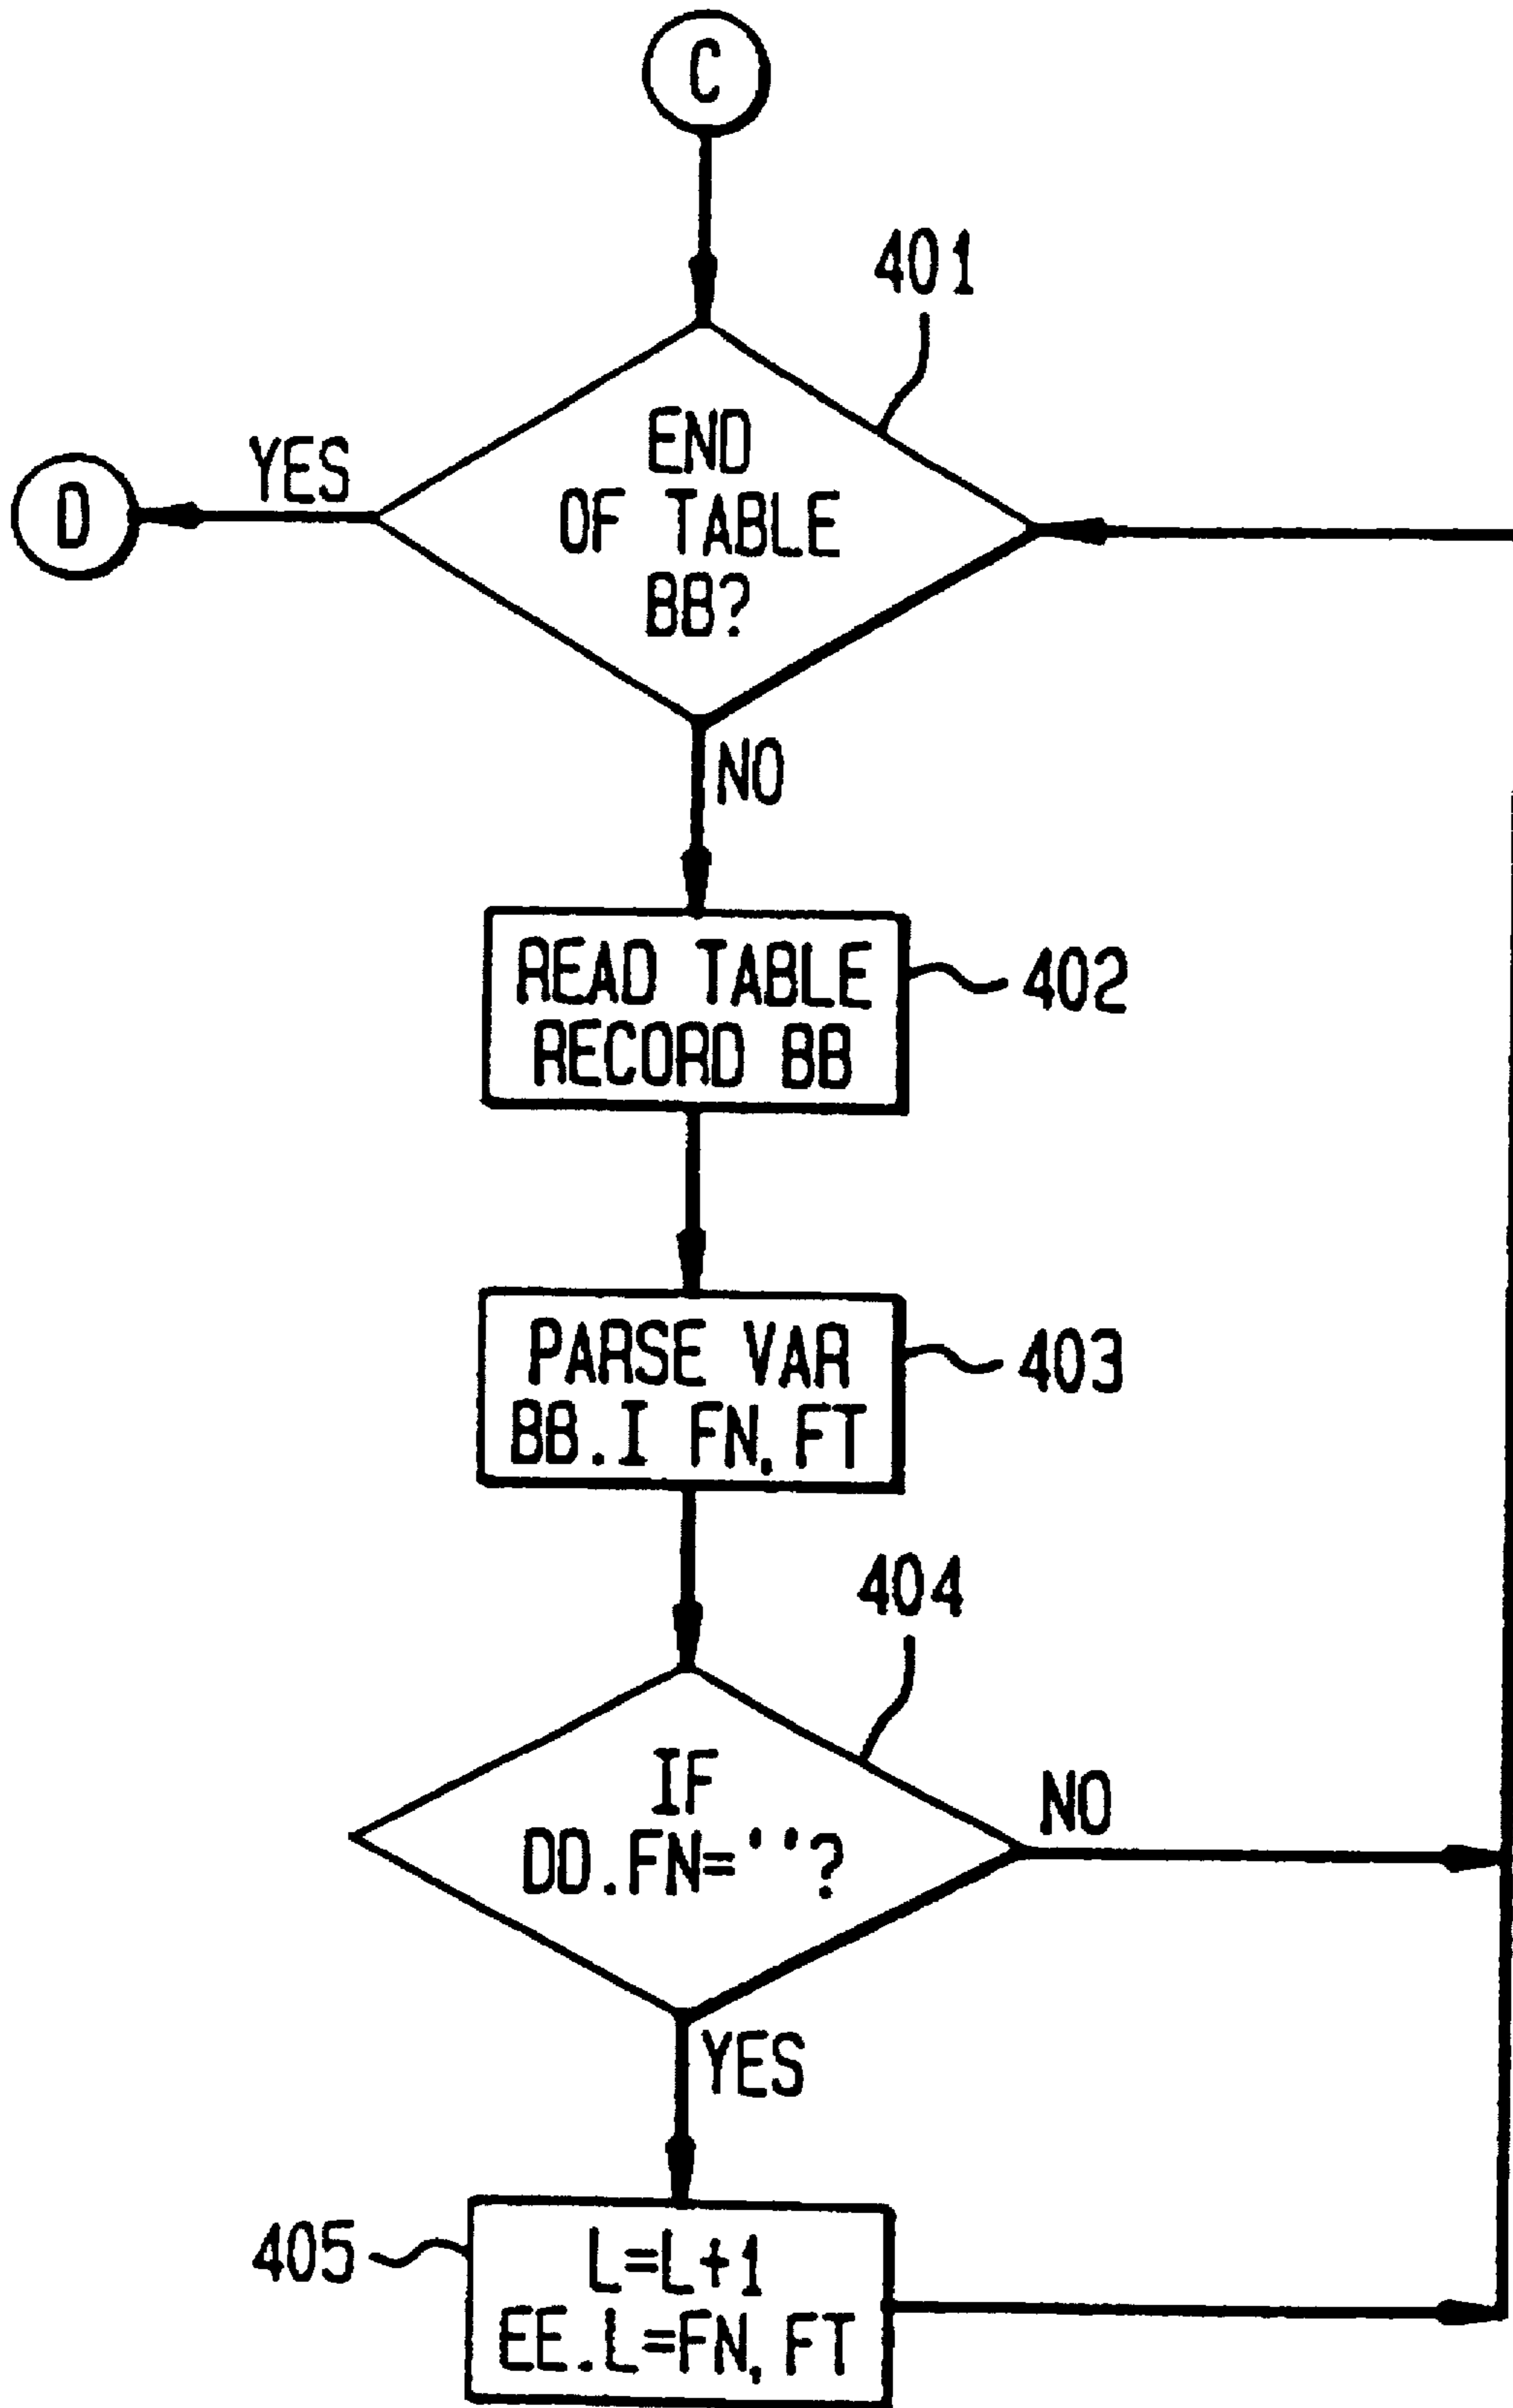 C
401
END
OF TABLE
BB?
YES
D
NO
READ TABLE
RECORD BB
402
PARSE VAR
BB.I FN,FT
403
404
IF
DD.FN=''?
NO
YES
405
L=L+1
EE.L=FN,FT